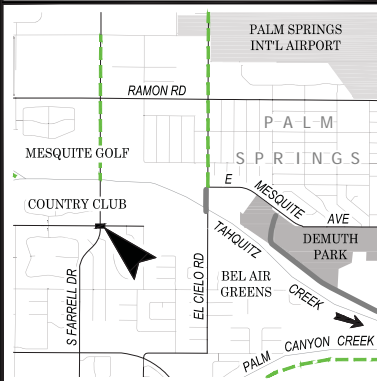 PALM SPRINGS
INT'L AIRPORT
RAMON RD
PALM
SPRINGS
MESQUITE GOLF
COUNTRY CLUB
E MESQUITE AVE
TAHQUITZ CREEK
DEMUTH
PARK
BEL AIR
GREENS
S FARRELL DR
EL CIELO RD
PALM CANYON CREEK